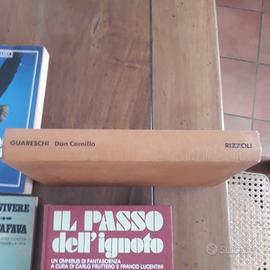 GUARESCHI Don Camillo RIZZOLI
VIVERE
IL PASSO
dell'ignoto
UN OMNIBUS DI FANTASCIENZA
A CURA DI CARLO FRUTTERO E FRANCO LUCENTINI